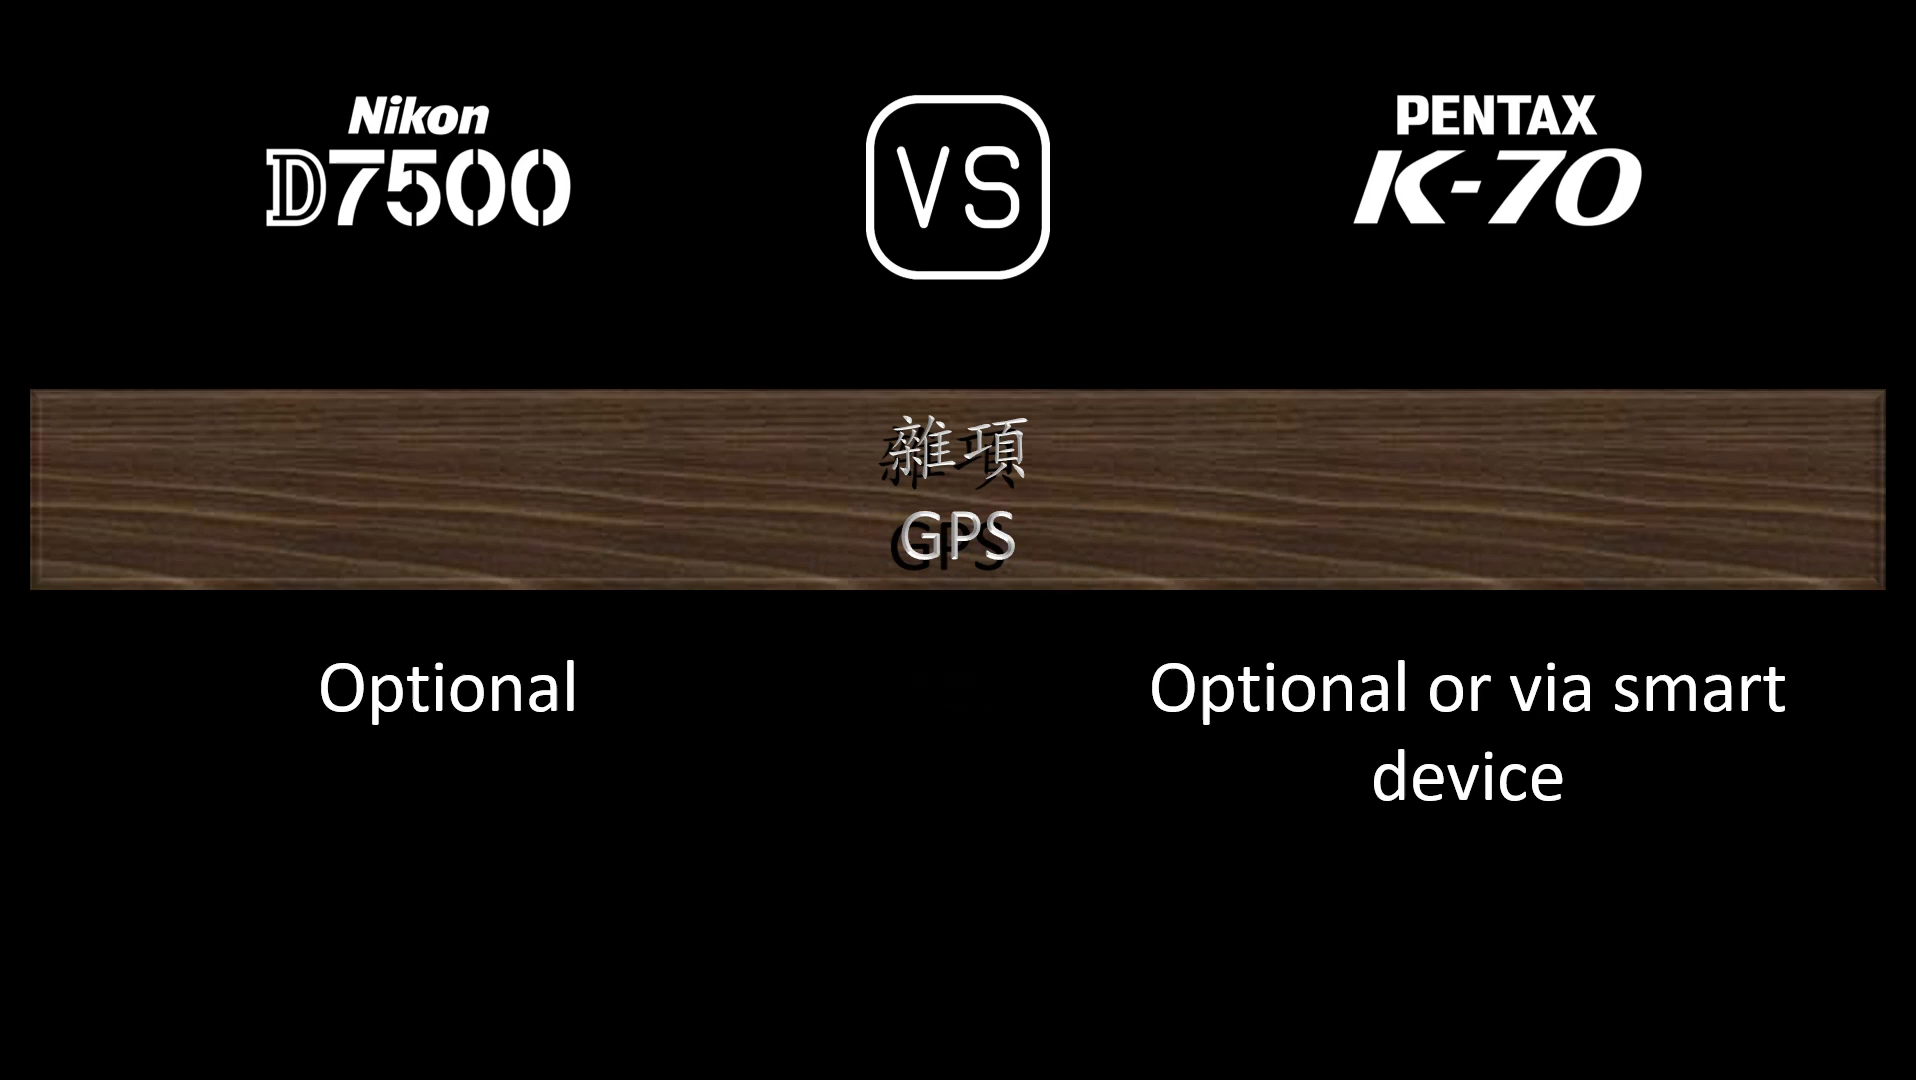 Nikon
D7500
VS
PENTAX
K-70
雜項
GPS
Optional
Optional or via smart
device